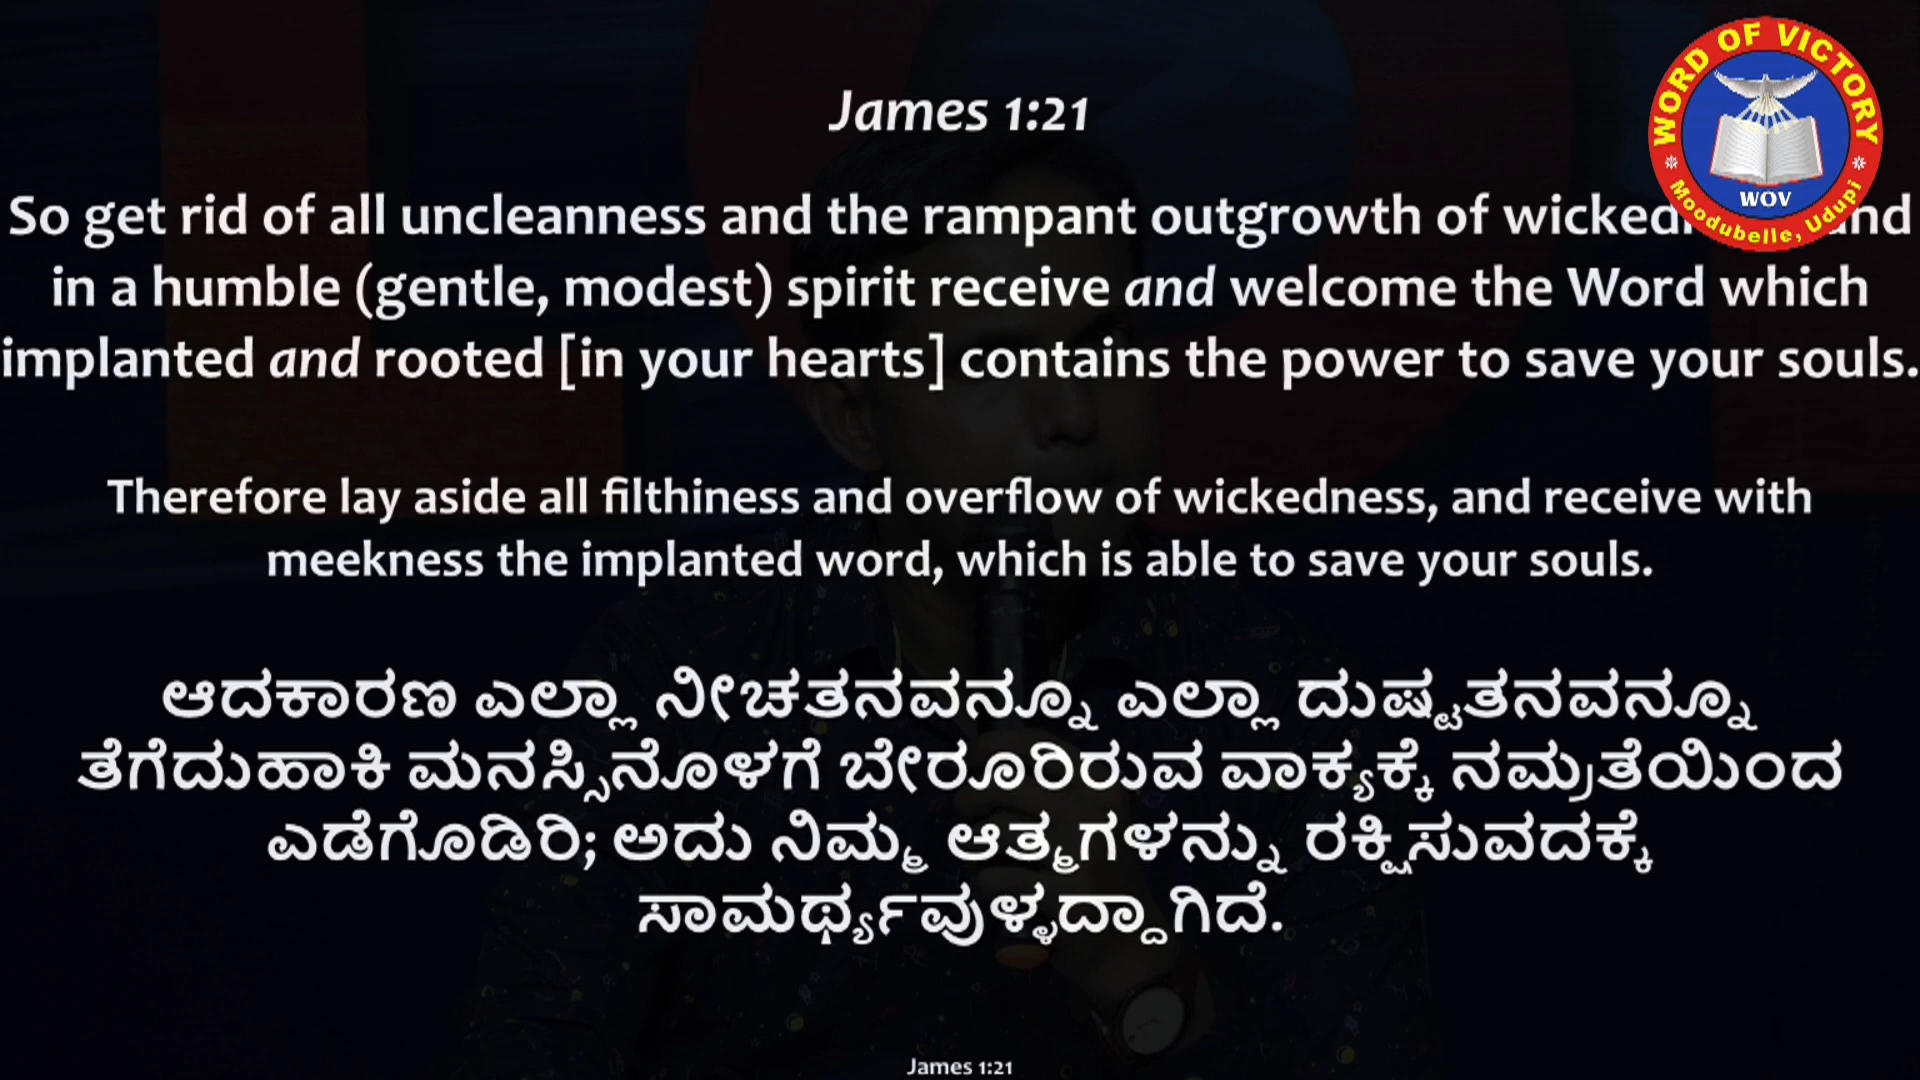 James 1:21
WORD OF VICTORY
WOV
Moodubelle, Udupi
So get rid of all uncleanness and the rampant outgrowth of
in a humble (gentle, modest) spirit receive and welcome the Word which
implanted and rooted [in your hearts] contains the power to save your souls.
Therefore lay aside all filthiness and overflow of wickedness, and receive with
meekness the implanted word, which is able to save your souls.
ಆದಕಾರಣ ಎಲ್ಲಾ ನೀಚತನವನ್ನೂ ಎಲ್ಲಾ ದುಷ್ಟತನವನ್ನೂ
ತೆಗೆದುಹಾಕಿ ಮನಸ್ಸಿನೊಳಗೆ ಬೇರೂರಿರುವ ವಾಕ್ಯಕ್ಕೆ ನಮ್ರತೆಯಿಂದ
ಎಡೆಗೊಡಿರಿ; ಅದು ನಿಮ್ಮ ಆತ್ಮಗಳನ್ನು ರಕ್ಷಿಸುವದಕ್ಕೆ
ಸಾಮರ್ಥ್ಯವುಳ್ಳದ್ದಾಗಿದೆ.
James 1:21